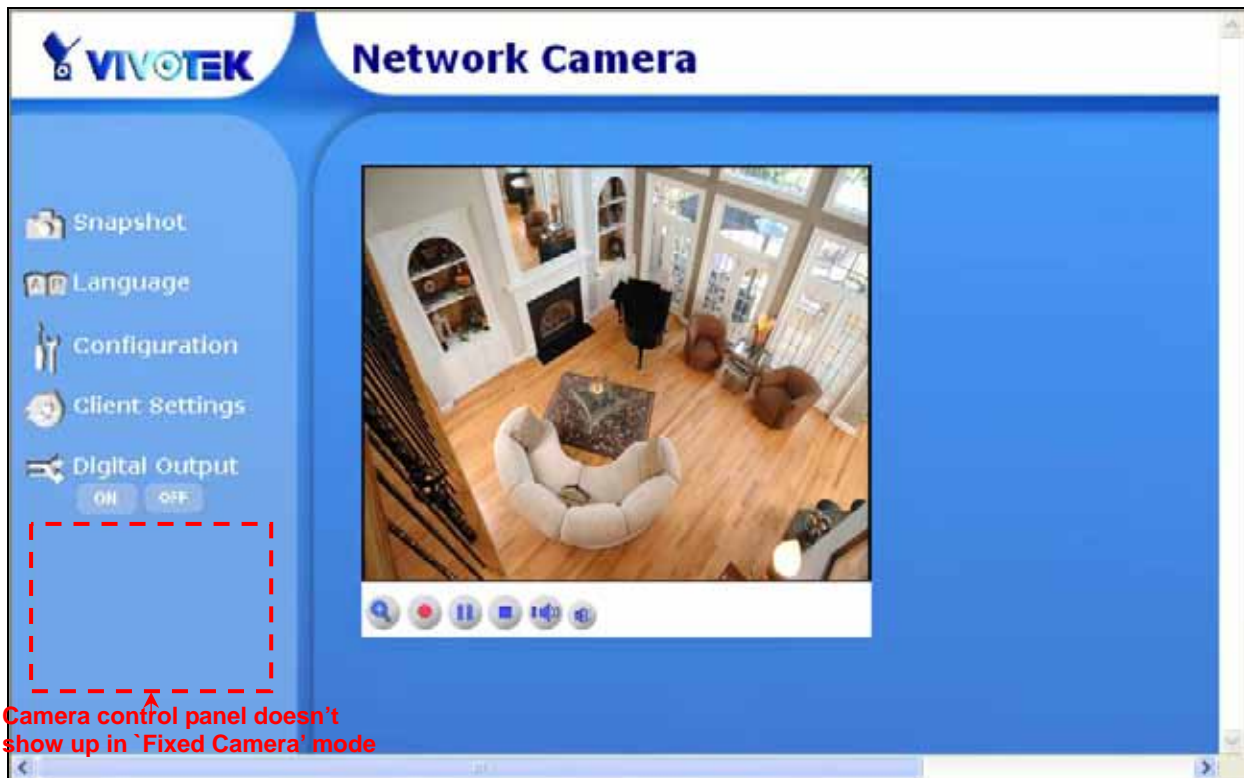 VIVOTEK
Network Camera
Snapshot
Language
Configuration
Client Settings
Digital Output
ON OFF
Camera control panel doesn’t
show up in `Fixed Camera’ mode